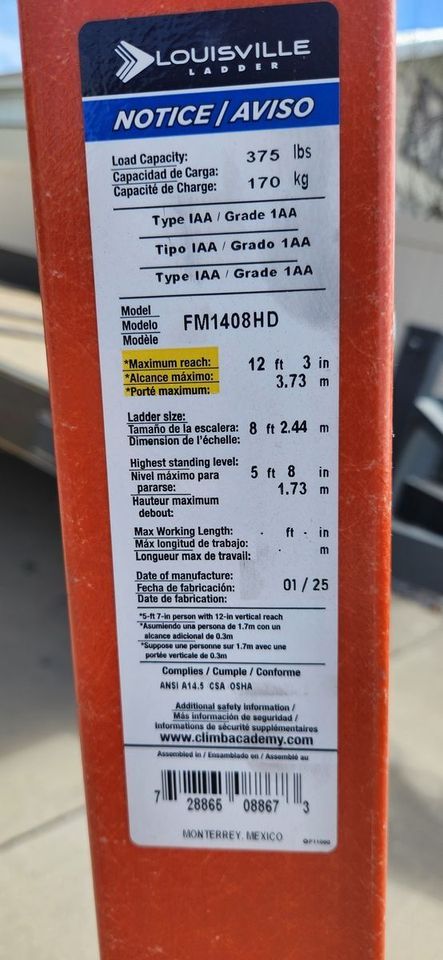 LOUISVILLE
LADDER
NOTICE / AVISO
Load Capacity: 375 lbs
Capacidad de Carga:
Capacité de Charge: 170 kg
Type IAA / Grade 1AA
Tipo IAA / Grado 1AA
Type IAA / Grade 1AA
Model
Modelo FM1408HD
Modèle
*Maximum reach: 12 ft 3 in
*Alcance máximo: 3.73 m
*Porté maximum:
Ladder size:
Tamaño de la escalera: 8 ft 2.44 m
Dimension de l'échelle:
Highest standing level: 5 ft 8 in
Nivel máximo para
pararse: 1.73 m
Hauteur maximum
debout:
Max Working Length: . ft . in
Máx longitud de trabajo:
Longueur max de travail: . m
Date of manufacture:
Fecha de fabricación: 01 / 25
Date de fabrication:
*5-ft 7-in person with 12-in vertical reach
*Asumiendo una persona de 1.7m con un
alcance adicional de 0.3m
*Suppose une personne sur 1.7m avec une
portée verticale de 0.3m
Complies / Cumple / Conforme
ANSI A14.5 CSA OSHA
Additional safety information /
Más información de seguridad /
Informations de sécurité supplémentaires
www.climbacademy.com
Assembled in / Ensamblado en / Assemblé au
7 28865 08867 3
MONTERREY, MEXICO